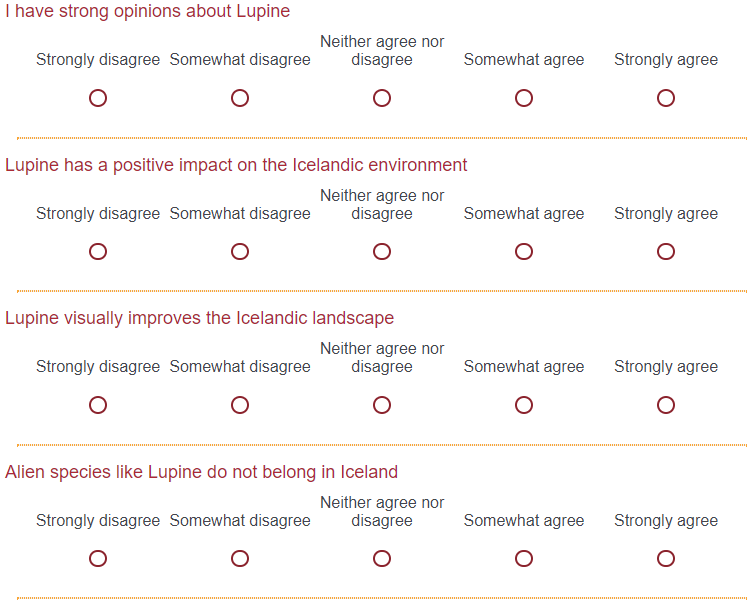 I have strong opinions about Lupine
Neither agree nor
Strongly disagree Somewhat disagree disagree Somewhat agree Strongly agree
Lupine has a positive impact on the Icelandic environment
Neither agree nor
Strongly disagree Somewhat disagree disagree Somewhat agree Strongly agree
Lupine visually improves the Icelandic landscape
Neither agree nor
Strongly disagree Somewhat disagree disagree Somewhat agree Strongly agree
Alien species like Lupine do not belong in Iceland
Neither agree nor
Strongly disagree Somewhat disagree disagree Somewhat agree Strongly agree